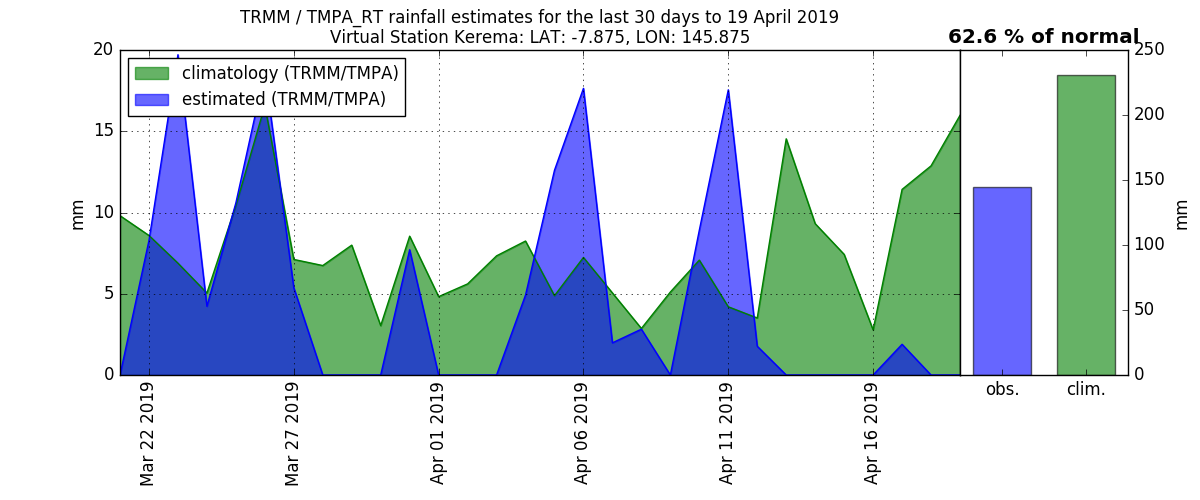 TRMM / TMPA_RT rainfall estimates for the last 30 days to 19 April 2019
Virtual Station Kerema: LAT: -7.875, LON: 145.875
62.6 % of normal
climatology (TRMM/TMPA)
estimated (TRMM/TMPA)
20
15
10
5
0
mm
Mar 22 2019
Mar 27 2019
Apr 01 2019
Apr 06 2019
Apr 11 2019
Apr 16 2019
250
200
150
100
50
0
mm
obs.
clim.